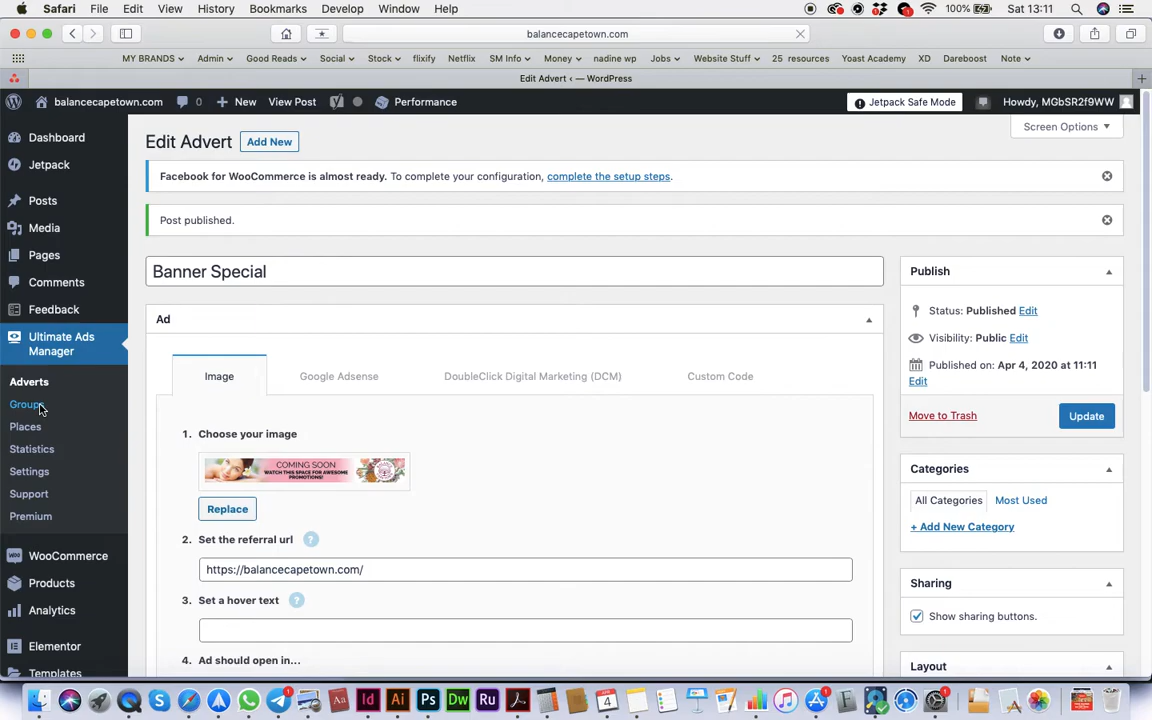 Safari File Edit View History Bookmarks Develop Window Help 100% Sat 13:11
balancecapetown.com
MY BRANDS Admin Good Reads Social Stock flixify Netflix SM Info Money nadine wp Jobs Website Stuff 25 resources Yoast Academy XD Dareboost Note
Edit Advert ‹ — WordPress
balancecapetown.com 0 New View Post Performance Jetpack Safe Mode Howdy, MGbSR2f9WW
Screen Options
Edit Advert Add New
Facebook for WooCommerce is almost ready. To complete your configuration, complete the setup steps.
Post published.
Banner Special
Ad
Image Google Adsense DoubleClick Digital Marketing (DCM) Custom Code
1. Choose your image
COMING SOON
WATCH THIS SPACE FOR AWESOME
PROMOTIONS!
Replace
2. Set the referral url ?
https://balancecapetown.com/
3. Set a hover text ?
4. Ad should open in...
Dashboard
Jetpack
Posts
Media
Pages
Comments
Feedback
Ultimate Ads
Manager
Adverts
Groups
Places
Statistics
Settings
Support
Premium
WooCommerce
Products
Analytics
Elementor
Templates
Publish
Status: Published Edit
Visibility: Public Edit
Published on: Apr 4, 2020 at 11:11
Edit
Move to Trash Update
Categories
All Categories Most Used
+ Add New Category
Sharing
Show sharing buttons.
Layout
Id Ai Ps Dw Ru